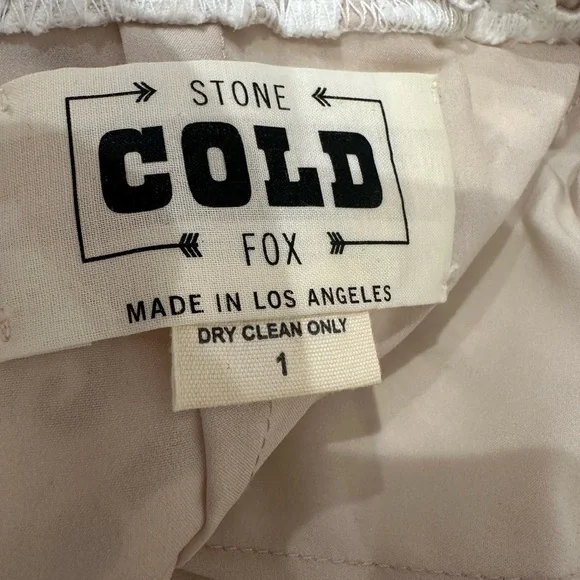 STONE
COLD
FOX
MADE IN LOS ANGELES
DRY CLEAN ONLY
1